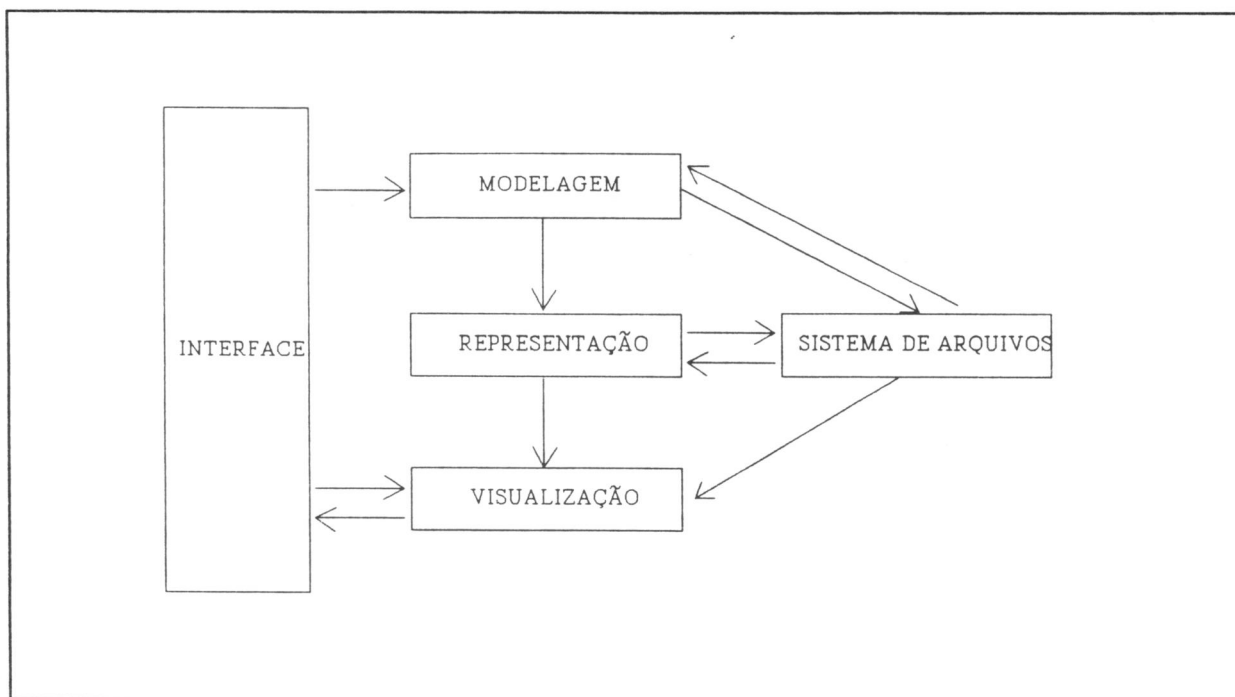 MODELAGEM
INTERFACE
REPRESENTAÇÃO
SISTEMA DE ARQUIVOS
VISUALIZAÇÃO